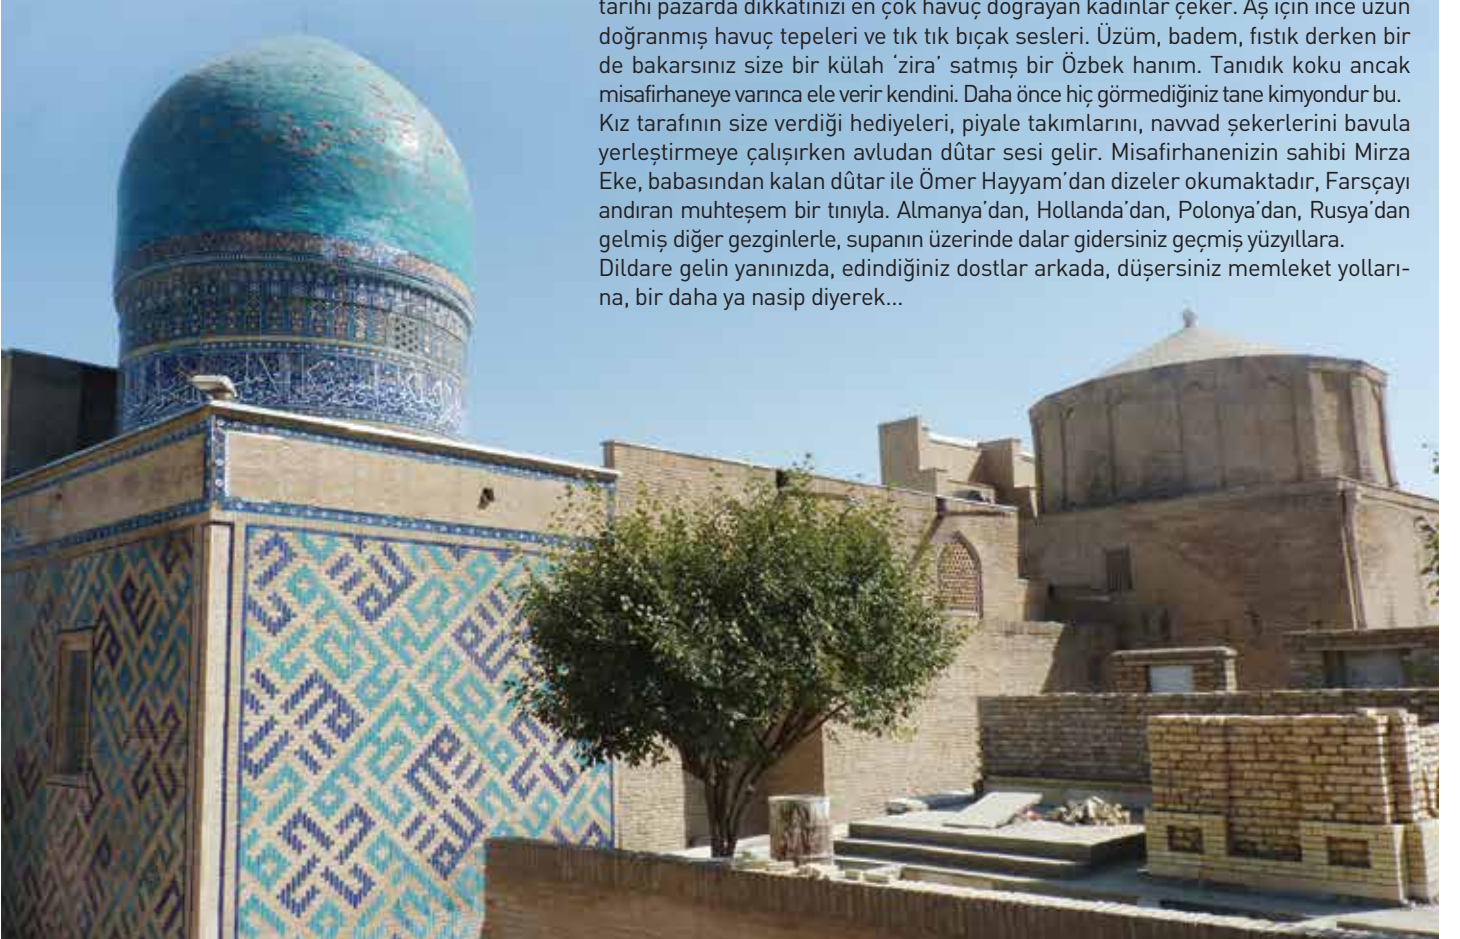 tarihi pazarda dikkatinizi en çok havuç doğrayan kadınlar çeker. Aş için ince uzun
doğranmış havuç tepeleri ve tık tık bıçak sesleri. Üzüm, badem, fıstık derken bir
de bakarsınız size bir külah ‘zira’ satmış bir Özbek hanım. Tanıdık koku ancak
misafirhaneye varınca ele verir kendini. Daha önce hiç görmediğiniz tane kimyondur bu.
Kız tarafının size verdiği hediyeleri, piyale takımlarını, navvad şekerlerini bavula
yerleştirmeye çalışırken avludan dûtar sesi gelir. Misafirhanenizin sahibi Mirza
Eke, babasından kalan dûtar ile Ömer Hayyam’dan dizeler okumaktadır, Farsçayı
andıran muhteşem bir tınıyla. Almanya’dan, Hollanda’dan, Polonya’dan, Rusya’dan
gelmiş diğer gezginlerle, supanın üzerinde dalar gidersiniz geçmiş yüzyıllara.
Dildare gelin yanınızda, edindiğiniz dostlar arkada, düşersiniz memleket yolları-
na, bir daha ya nasip diyerek...